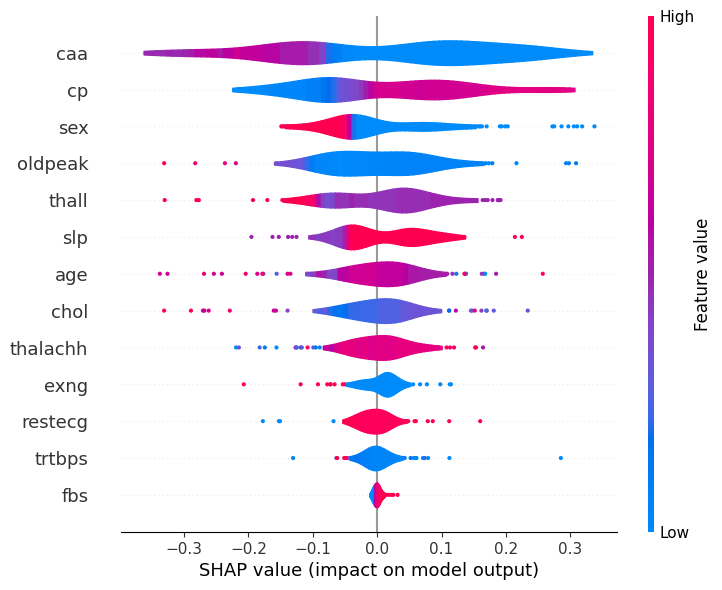 High
caa
cp
sex
oldpeak
thall
slp
age
chol
thalachh
exng
restecg
trtbps
fbs
Feature value
Low
−0.3 −0.2 −0.1 0.0 0.1 0.2 0.3
SHAP value (impact on model output)